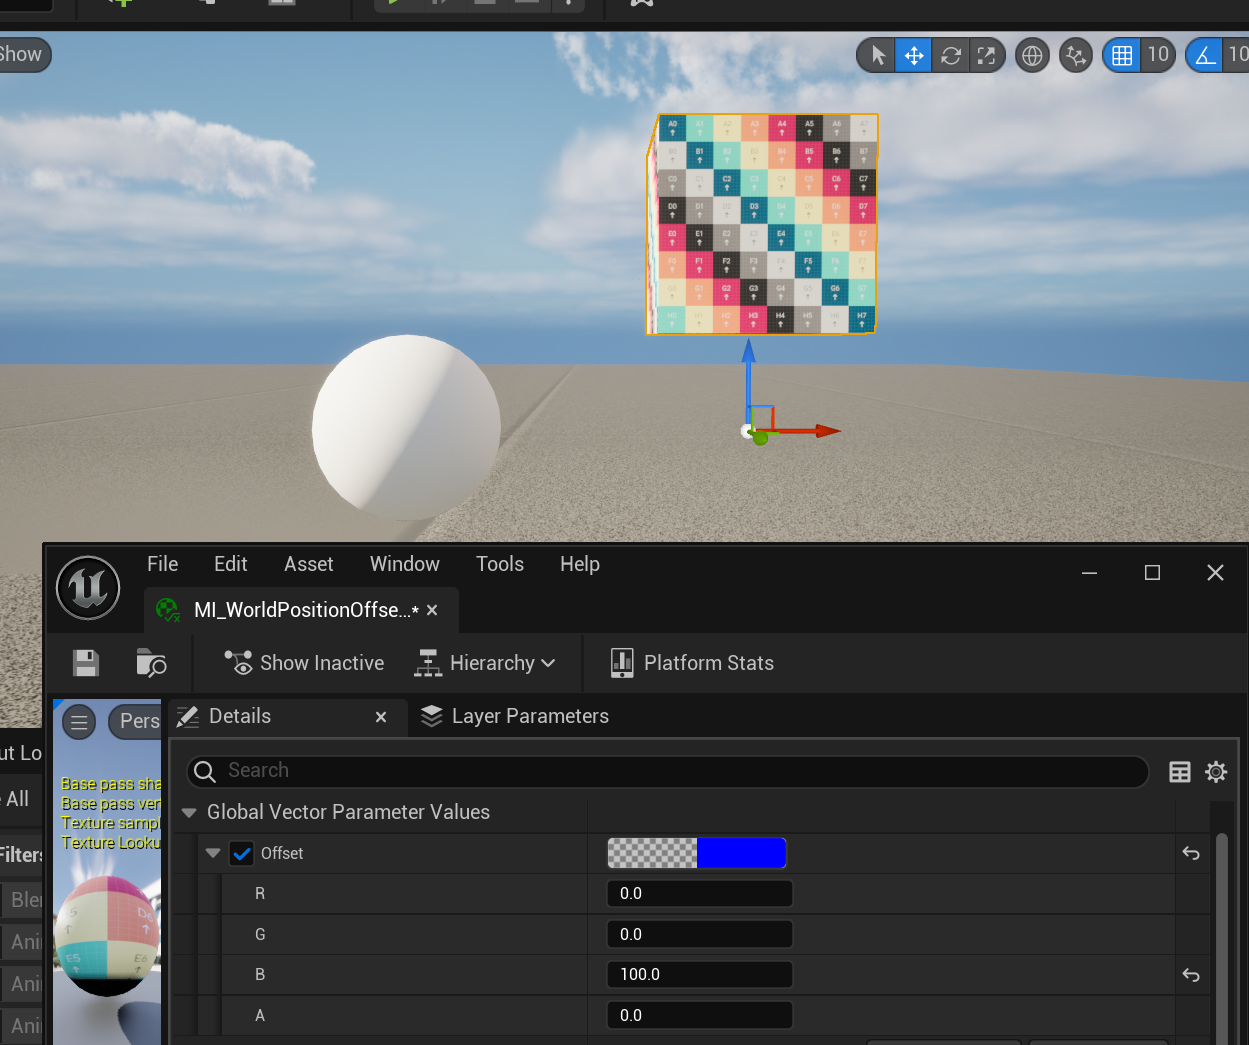 Show
10
10
A0 A1 A2 A3 A4 A5 A6 A7
B0 B1 B2 B3 B4 B5 B6 B7
C0 C1 C2 C3 C4 C5 C6 C7
D0 D1 D2 D3 D4 D5 D6 D7
E0 E1 E2 E3 E4 E5 E6 E7
F0 F1 F2 F3 F4 F5 F6 F7
G0 G1 G2 G3 G4 G5 G6 G7
H0 H1 H2 H3 H4 H5 H6 H7
File Edit Asset Window Tools Help
MI_WorldPositionOffse...*
Show Inactive Hierarchy Platform Stats
Pers
Details Layer Parameters
ut Lo
Search
Base pass sha
Base pass ver
Texture sampl
Texture Looku
All
Filters
Ble
Ani
Ani
Ani
5 D6
E5 E6
Global Vector Parameter Values
Offset
R 0.0
G 0.0
B 100.0
A 0.0